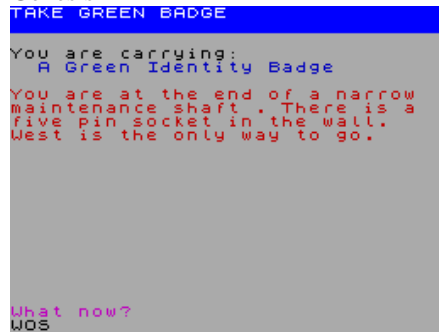 TAKE GREEN BADGE
You are carrying:
A Green Identity Badge
You are at the end of a narrow
maintenance shaft . There is a
five pin socket in the wall.
West is the only way to go.
What now?
WOS